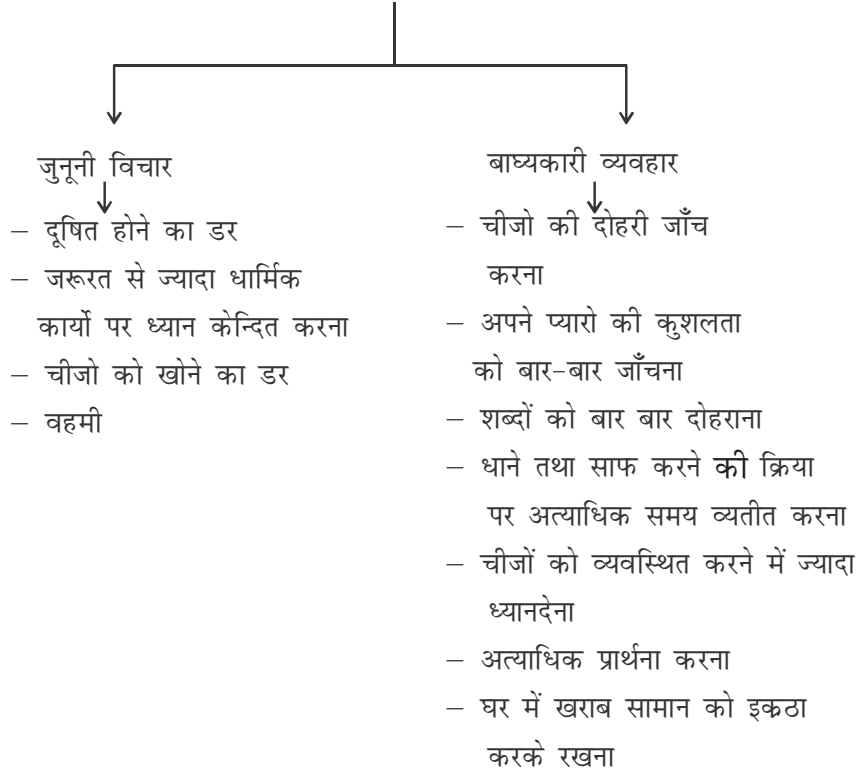 जुनूनी विचार
– दूषित होने का डर
– जरूरत से ज्यादा धार्मिक
कार्यो पर ध्यान केन्दित करना
– चीजो को खोने का डर
– वहमी
बाघ्यकारी व्यवहार
– चीजो की दोहरी जाँच
करना
– अपने प्यारो की कुशलता
को बार-बार जाँचना
– शब्दों को बार बार दोहराना
– धाने तथा साफ करने की क्रिया
पर अत्याधिक समय व्यतीत करना
– चीजों को व्यवस्थित करने में ज्यादा
ध्यानदेना
– अत्याधिक प्रार्थना करना
– घर में खराब सामान को इकठा
करके रखना